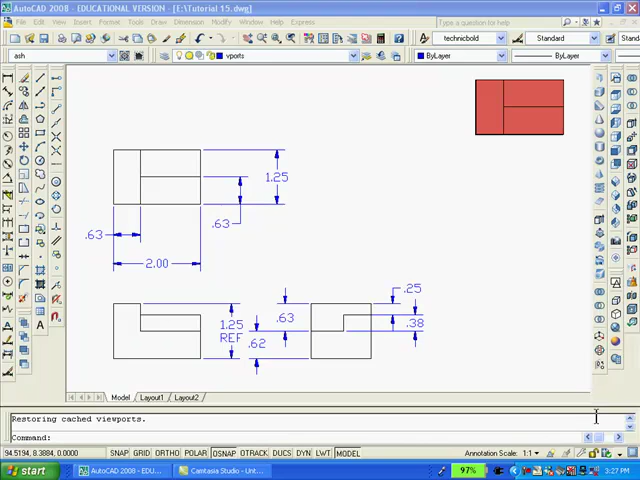 AutoCAD 2008 - EDUCATIONAL VERSION - [E:\Tutorial 15.dwg]
File Edit View Insert Format Tools Draw Dimension Modify Window Express
Type a question for help
technicbold Standard Standa
ash vports ByLayer ByLayer
1.25
.63
.63
2.00
.25
1.25
REF
.63
.38
.62
Model Layout1 Layout2
Restoring cached viewports.
Command:
94.5194, 8.3884, 0.0000 SNAP GRID ORTHO POLAR OSNAP OTRACK DUCS DYN LWT MODEL Annotation Scale: 1:1
start AutoCAD 2008 - EDU... Camtasia Studio - Unt... 97% 3:27 PM